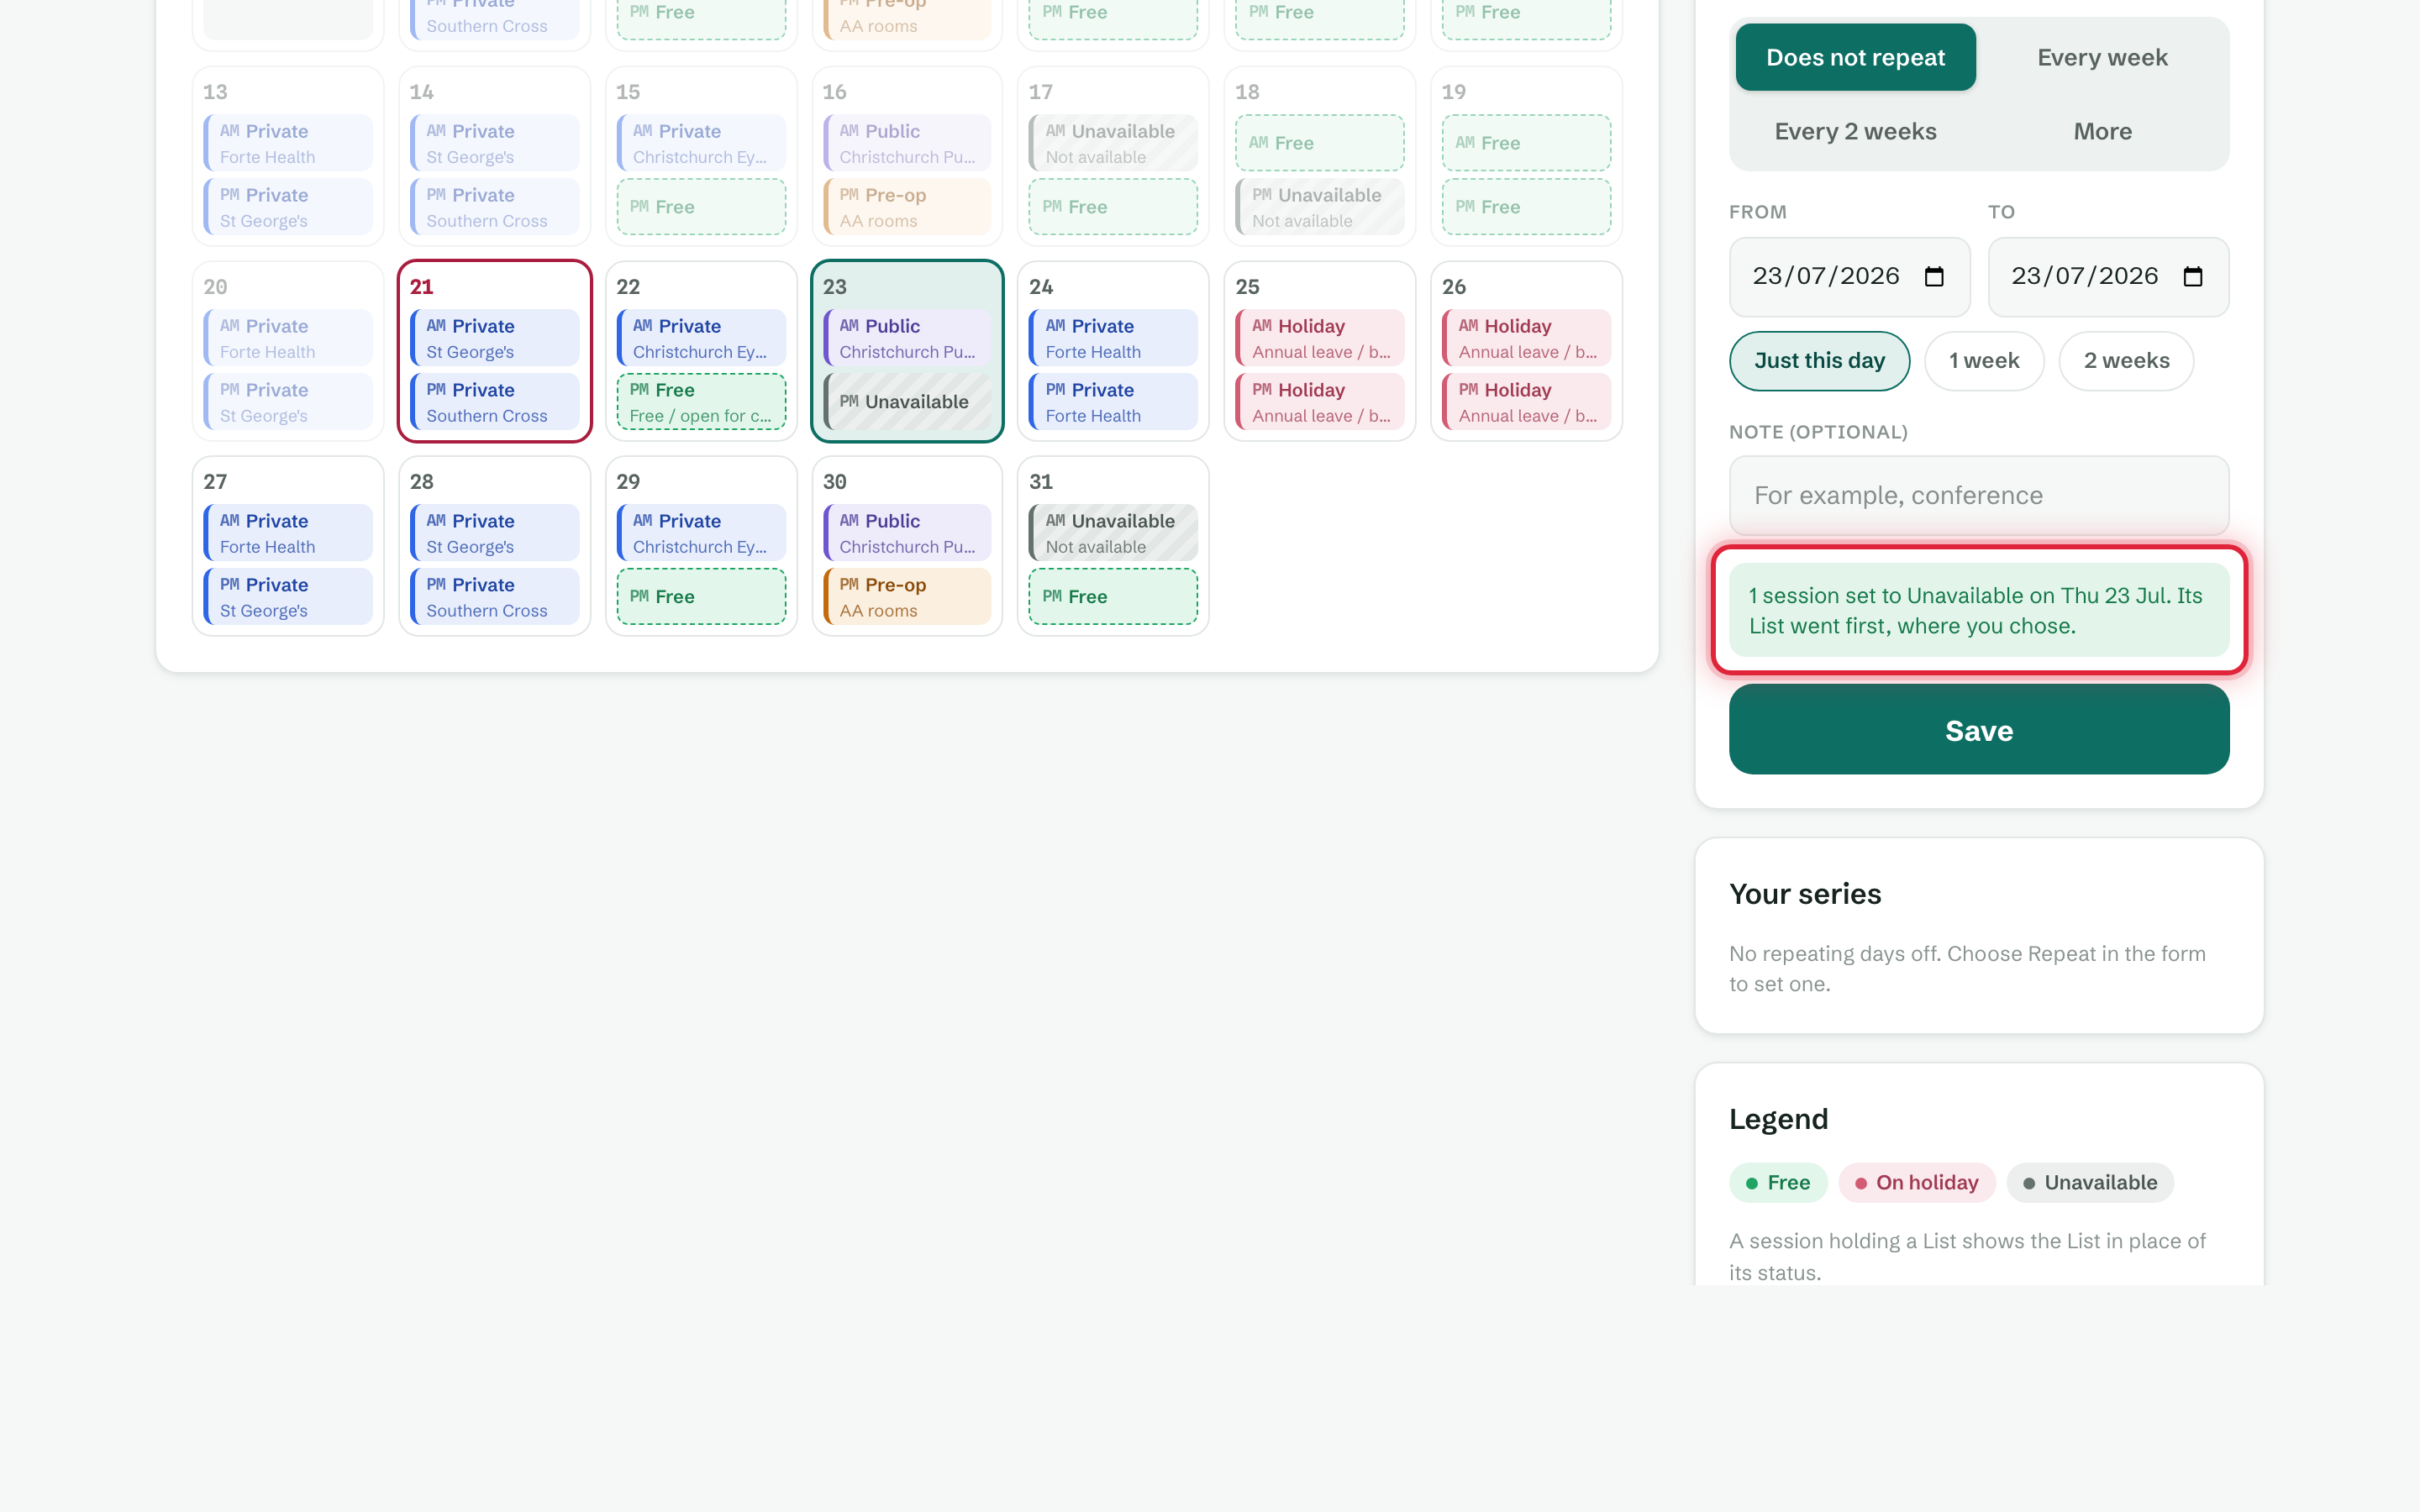 PM Private
Southern Cross
PM Free
PM Pre-op
AA rooms
PM Free
PM Free
PM Free
13
AM Private
Forte Health
PM Private
St George's
14
AM Private
St George's
PM Private
Southern Cross
15
AM Private
Christchurch Ey...
PM Free
16
AM Public
Christchurch Pu...
PM Pre-op
AA rooms
17
AM Unavailable
Not available
PM Free
18
AM Free
PM Unavailable
Not available
19
AM Free
PM Free
20
AM Private
Forte Health
PM Private
St George's
21
AM Private
St George's
PM Private
Southern Cross
22
AM Private
Christchurch Ey...
PM Free
Free / open for c...
23
AM Public
Christchurch Pu...
PM Unavailable
24
AM Private
Forte Health
PM Private
Forte Health
25
AM Holiday
Annual leave / b...
PM Holiday
Annual leave / b...
26
AM Holiday
Annual leave / b...
PM Holiday
Annual leave / b...
27
AM Private
Forte Health
PM Private
St George's
28
AM Private
St George's
PM Private
Southern Cross
29
AM Private
Christchurch Ey...
PM Free
30
AM Public
Christchurch Pu...
PM Pre-op
AA rooms
31
AM Unavailable
Not available
PM Free
Does not repeat
Every week
Every 2 weeks
More
FROM
TO
23/07/2026
23/07/2026
Just this day
1 week
2 weeks
NOTE (OPTIONAL)
For example, conference
1 session set to Unavailable on Thu 23 Jul. Its
List went first, where you chose.
Save
Your series
No repeating days off. Choose Repeat in the form
to set one.
Legend
Free
On holiday
Unavailable
A session holding a List shows the List in place of
its status.